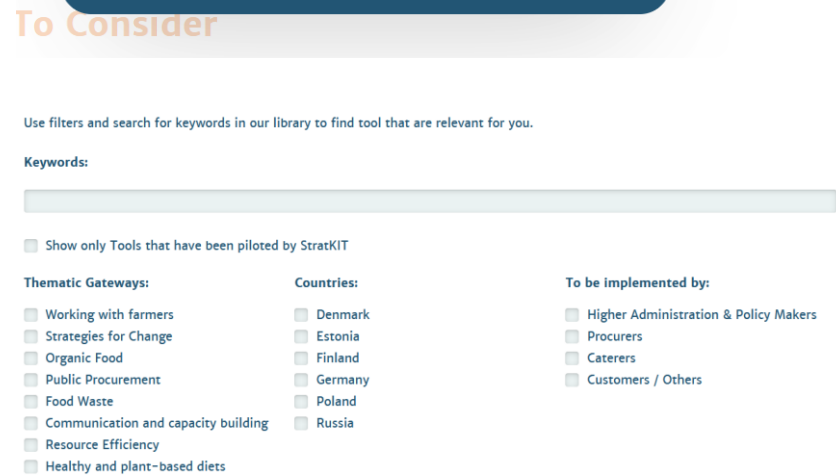 To Consider
Use filters and search for keywords in our library to find tool that are relevant for you.
Keywords:
Show only Tools that have been piloted by StratKIT
Thematic Gateways:
Working with farmers
Strategies for Change
Organic Food
Public Procurement
Food Waste
Communication and capacity building
Resource Efficiency
Healthy and plant-based diets
Countries:
Denmark
Estonia
Finland
Germany
Poland
Russia
To be implemented by:
Higher Administration & Policy Makers
Procurers
Caterers
Customers / Others